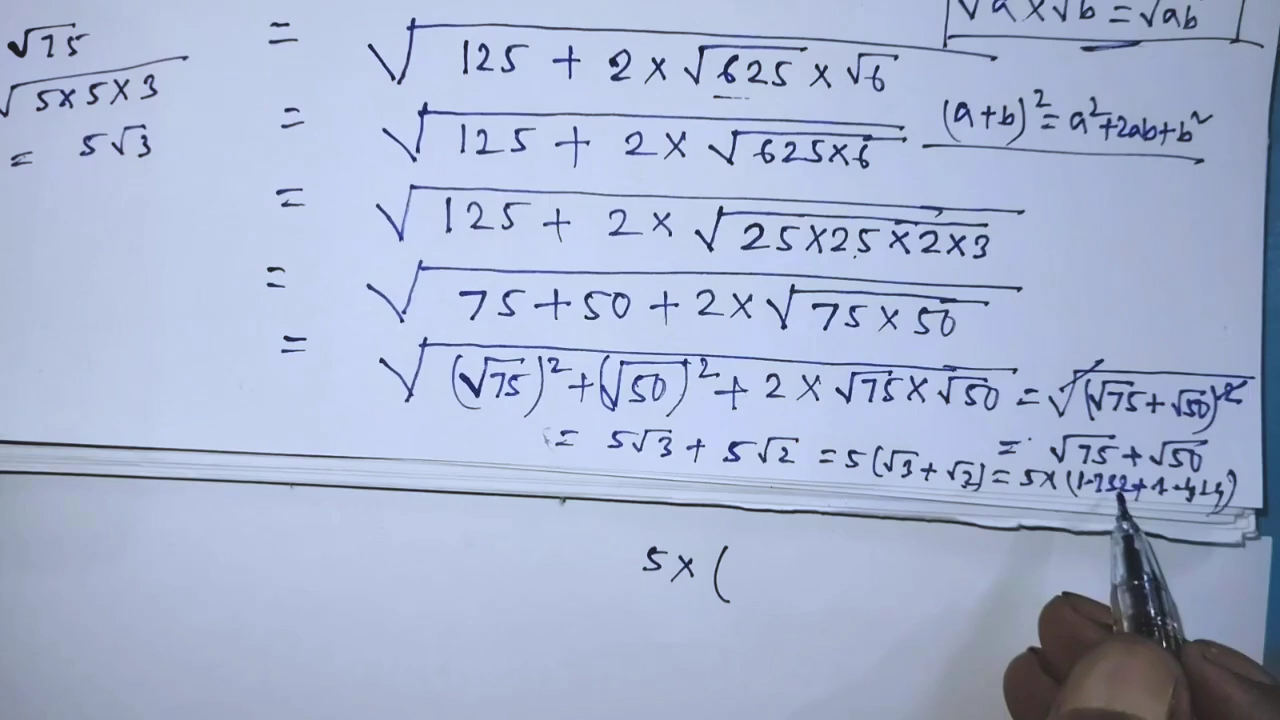 √a × √b = √ab
√75
= √125 + 2 × √625 × √6
√5×5×3
(a+b)² = a²+2ab+b²
= √125 + 2 × √625×6
= 5√3
= √125 + 2 × √25×25×2×3
= √75+50+2×√75×50
= √(√75)²+(√50)²+2×√75×√50 = √(√75+√50)²
= √75+√50
= 5√3 + 5√2 = 5(√3+√2) = 5×(1.732+1.414)
5×(